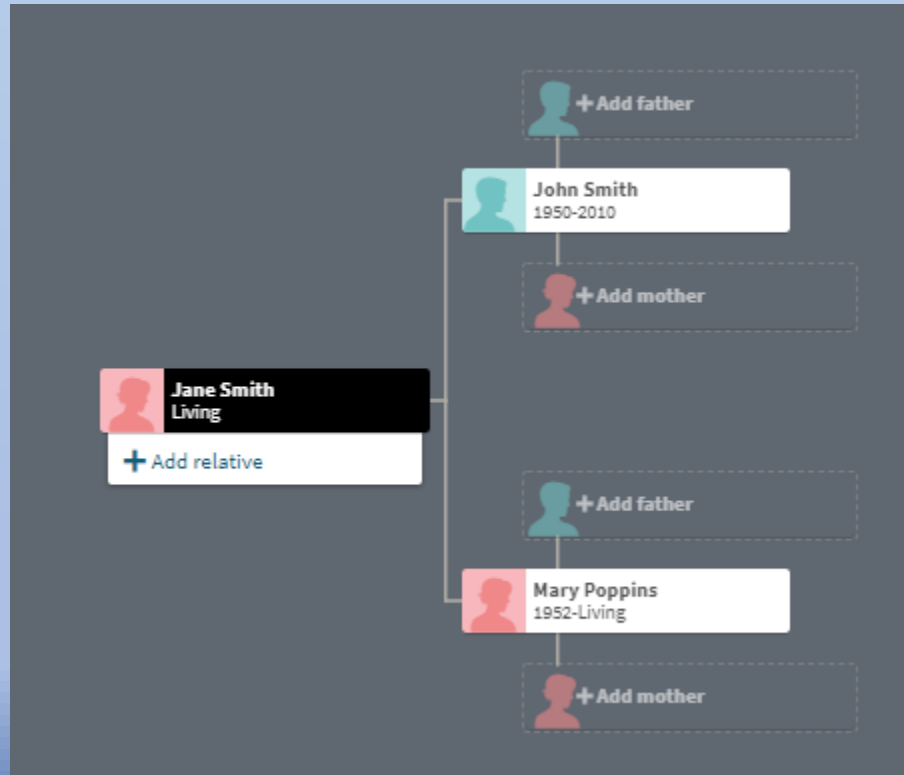 +Add father
John Smith
1950-2010
+Add mother
Jane Smith
Living
+ Add relative
+Add father
Mary Poppins
1952-Living
+Add mother